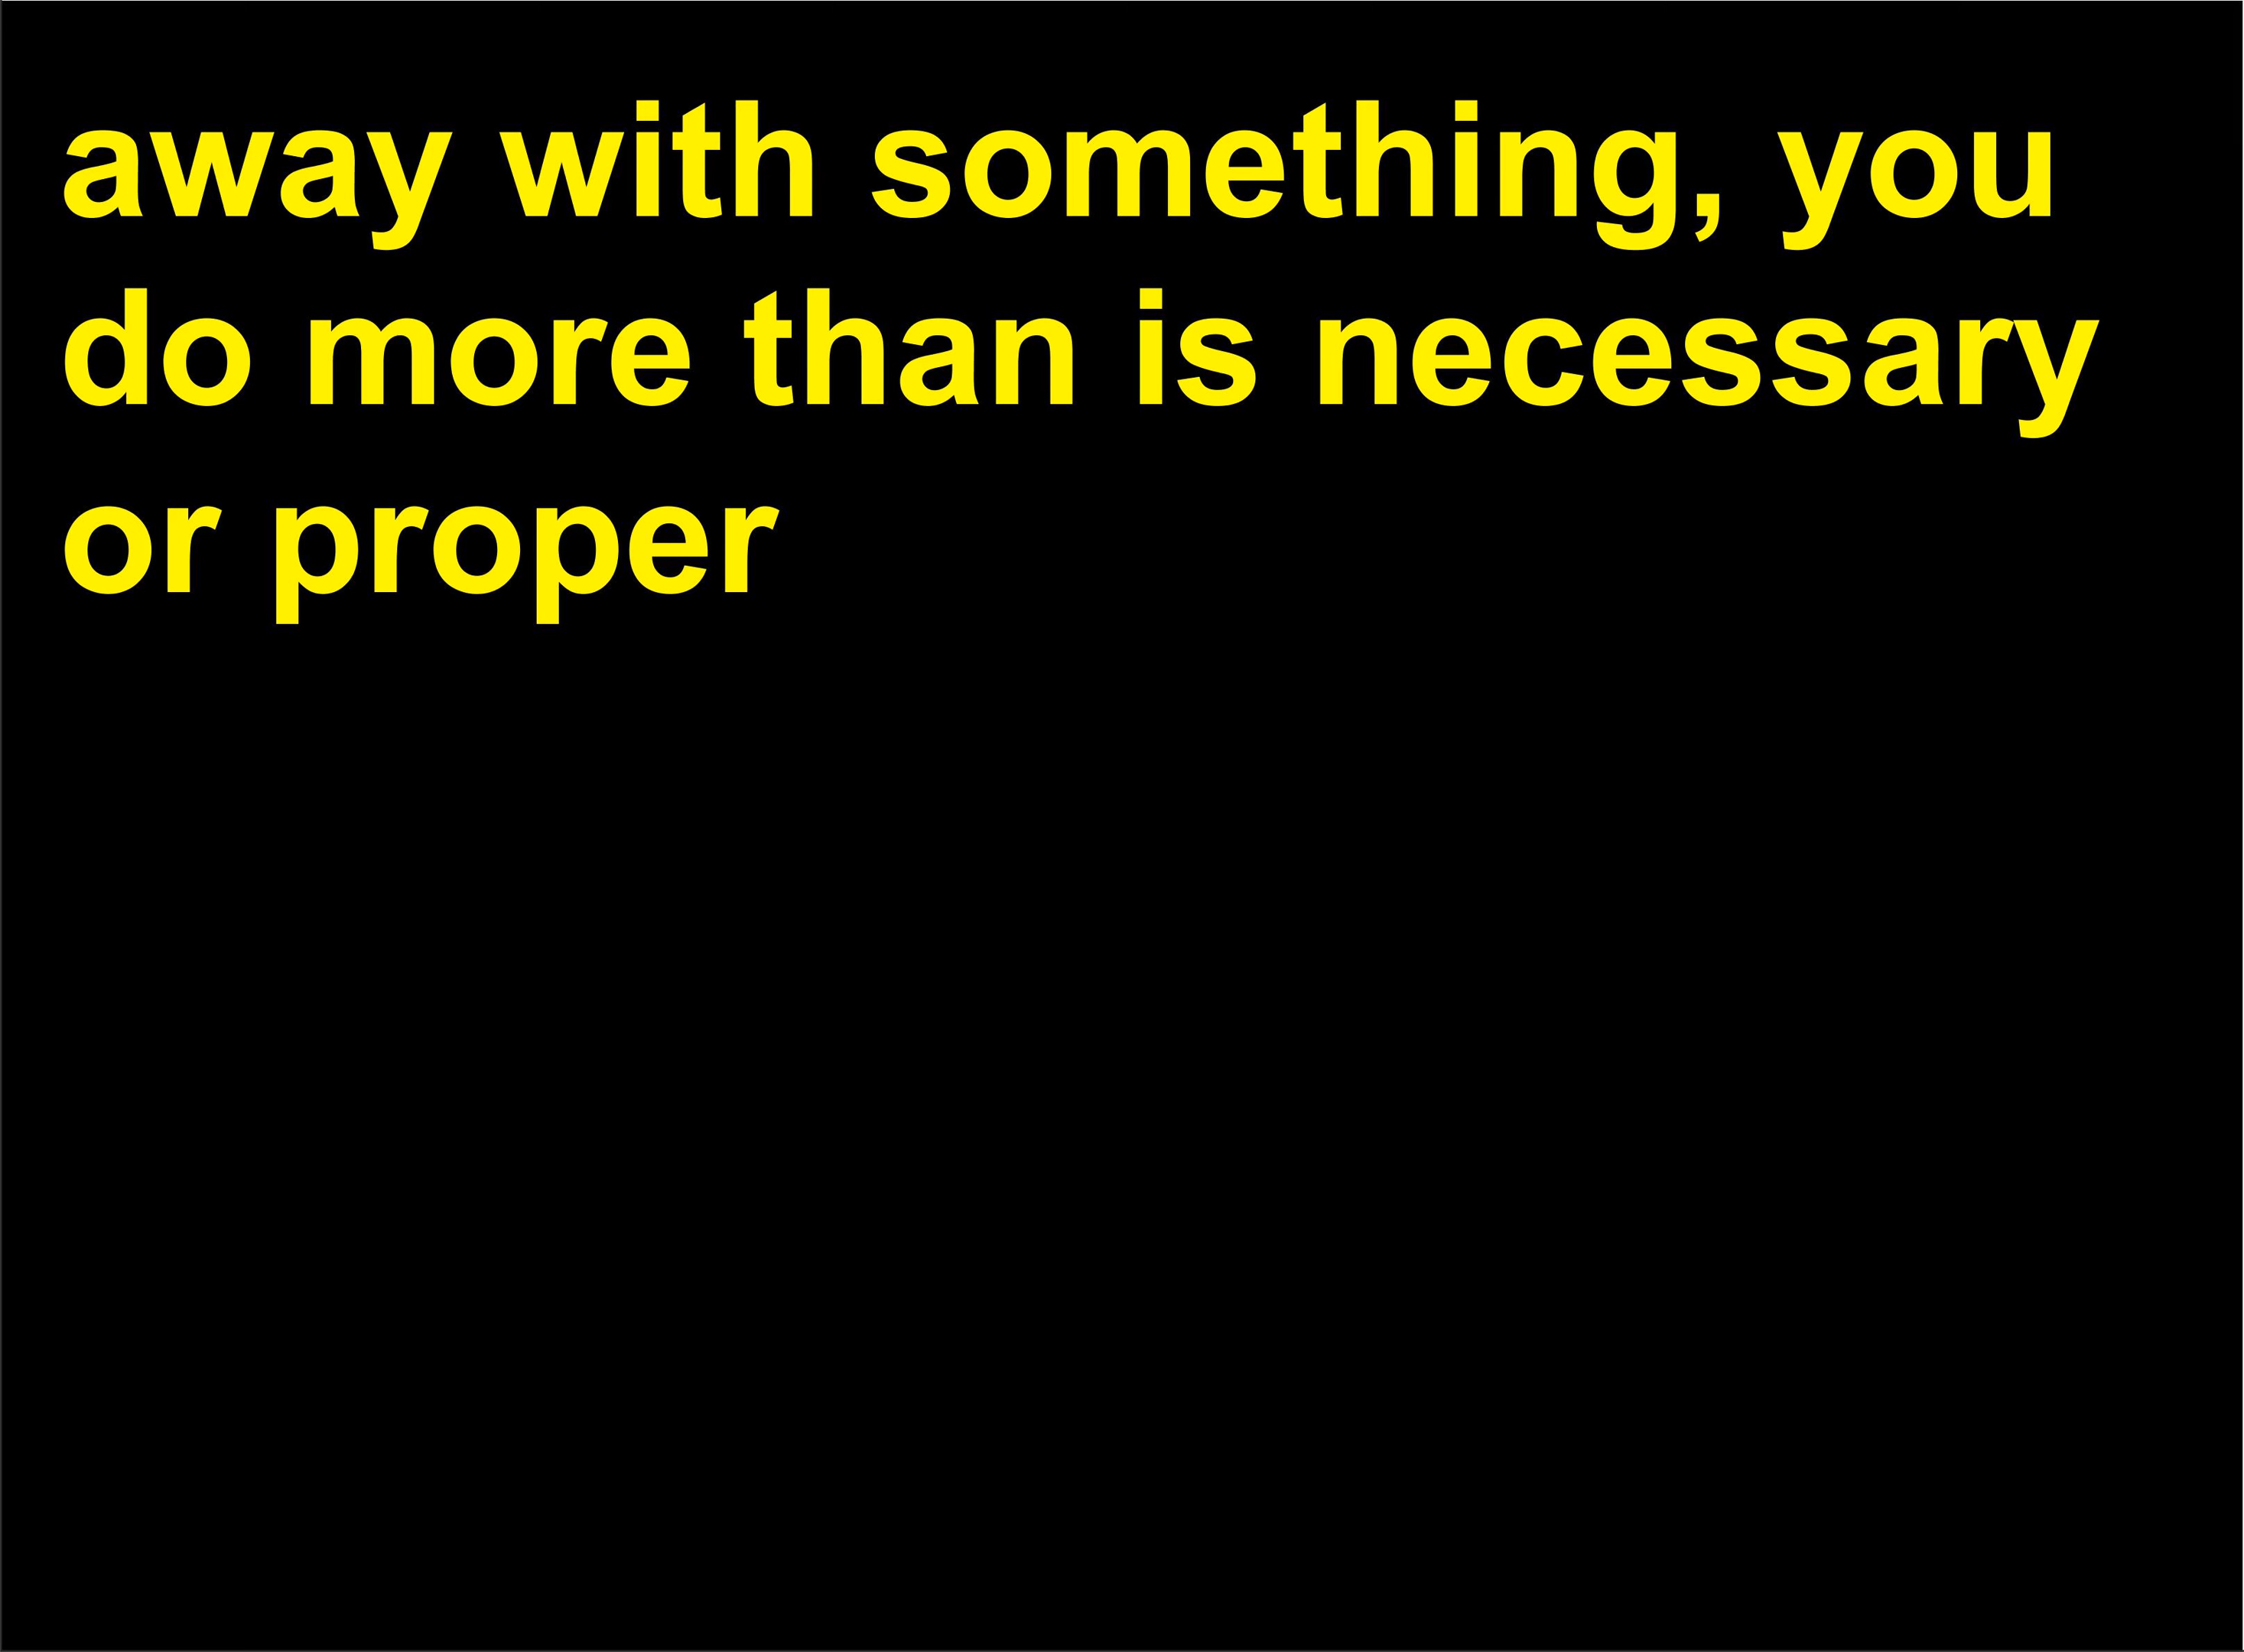 away with something, you
do more than is necessary
or proper